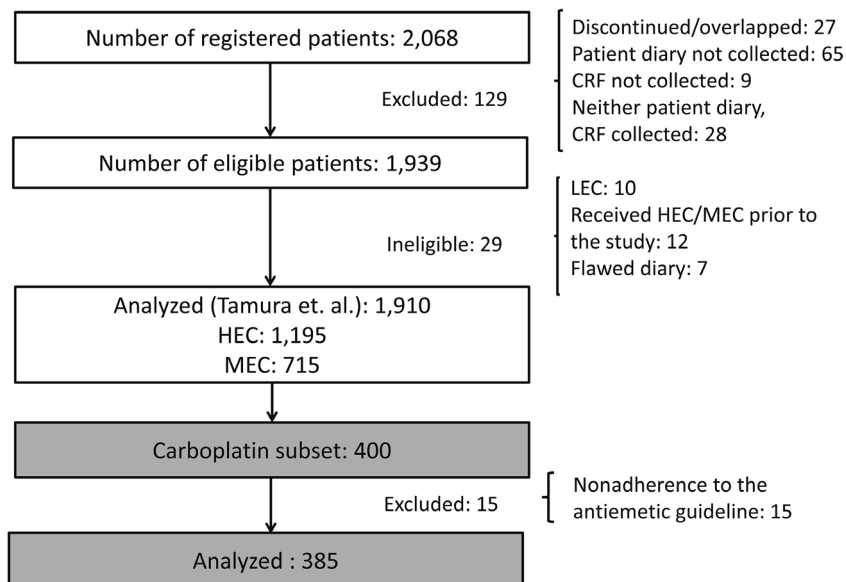 Number of registered patients: 2,068
Discontinued/overlapped: 27
Patient diary not collected: 65
CRF not collected: 9
Neither patient diary,
CRF collected: 28
Excluded: 129
Number of eligible patients: 1,939
LEC: 10
Received HEC/MEC prior to
the study: 12
Flawed diary: 7
Ineligible: 29
Analyzed (Tamura et. al.): 1,910
HEC: 1,195
MEC: 715
Carboplatin subset: 400
Excluded: 15
Nonadherence to the
antiemetic guideline: 15
Analyzed : 385